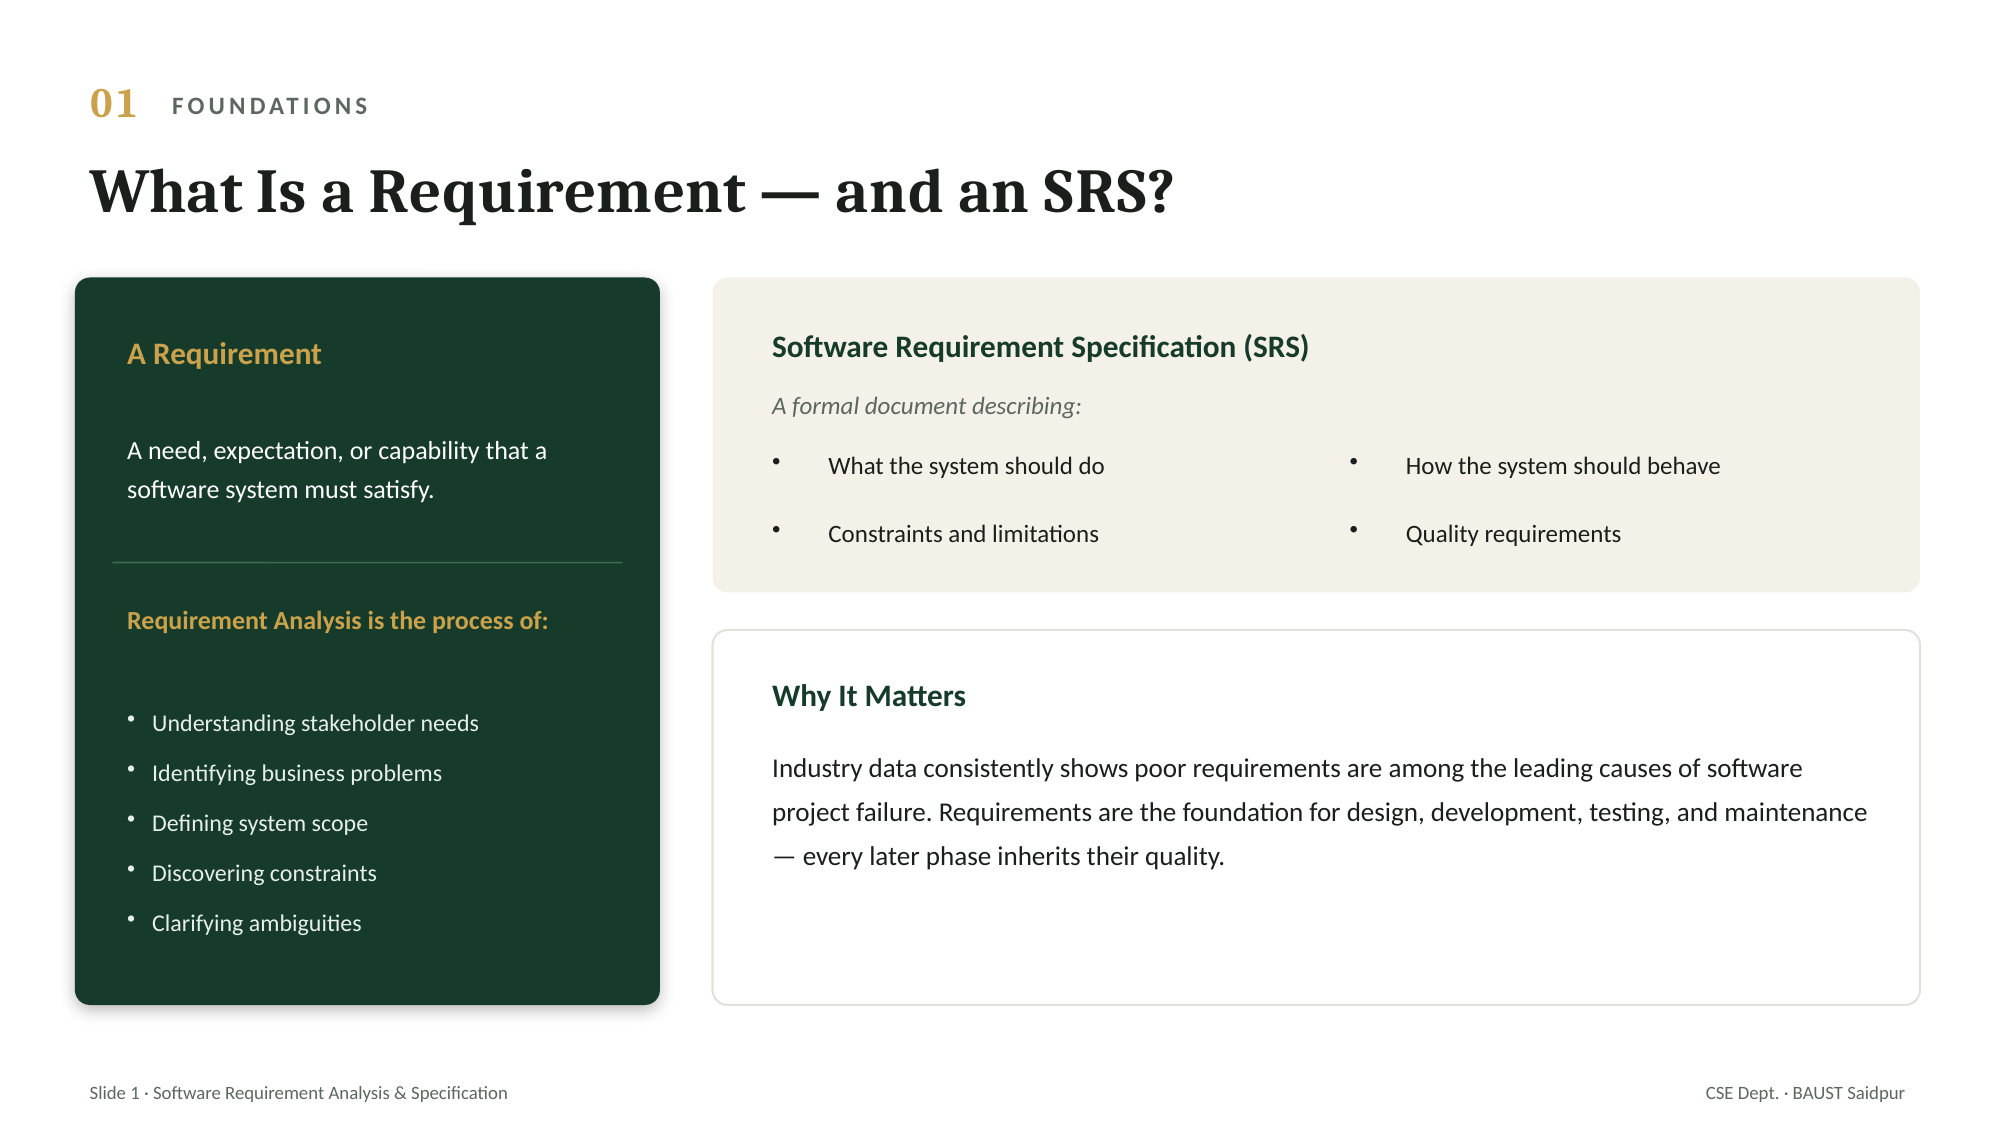 01 FOUNDATIONS
What Is a Requirement — and an SRS?
A Requirement
A need, expectation, or capability that a
software system must satisfy.
Requirement Analysis is the process of:
• Understanding stakeholder needs
• Identifying business problems
• Defining system scope
• Discovering constraints
• Clarifying ambiguities
Software Requirement Specification (SRS)
A formal document describing:
• What the system should do
• How the system should behave
• Constraints and limitations
• Quality requirements
Why It Matters
Industry data consistently shows poor requirements are among the leading causes of software
project failure. Requirements are the foundation for design, development, testing, and maintenance
— every later phase inherits their quality.
Slide 1 · Software Requirement Analysis & Specification
CSE Dept. · BAUST Saidpur